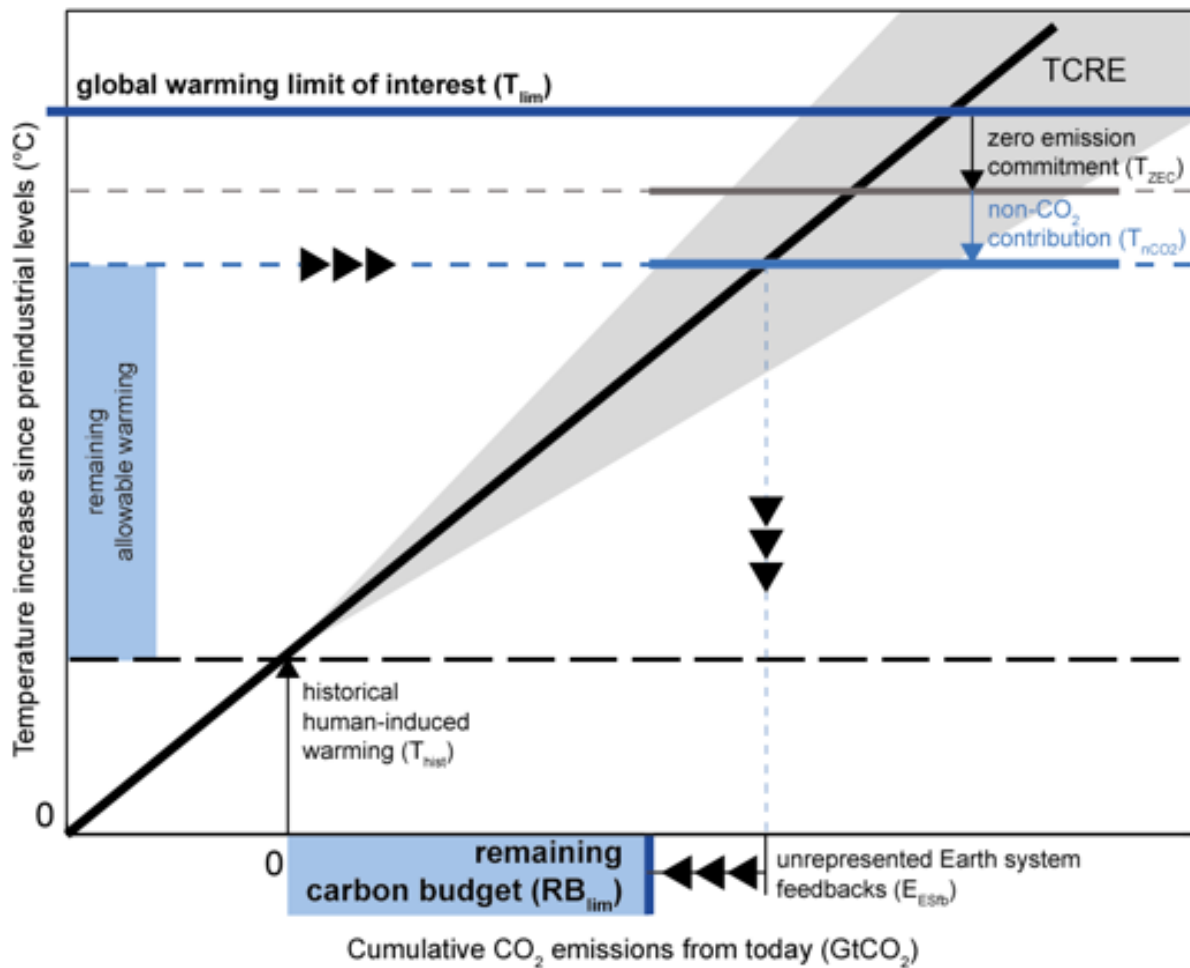 global warming limit of interest (Tlim)
TCRE
zero emission
commitment (TZEC)
non-CO2
contribution (TnCO2)
Temperature increase since preindustrial levels (°C)
remaining
allowable warming
historical
human-induced
warming (Thist)
0
0
remaining
carbon budget (RBlim)
unrepresented Earth system
feedbacks (EESfb)
Cumulative CO2 emissions from today (GtCO2)